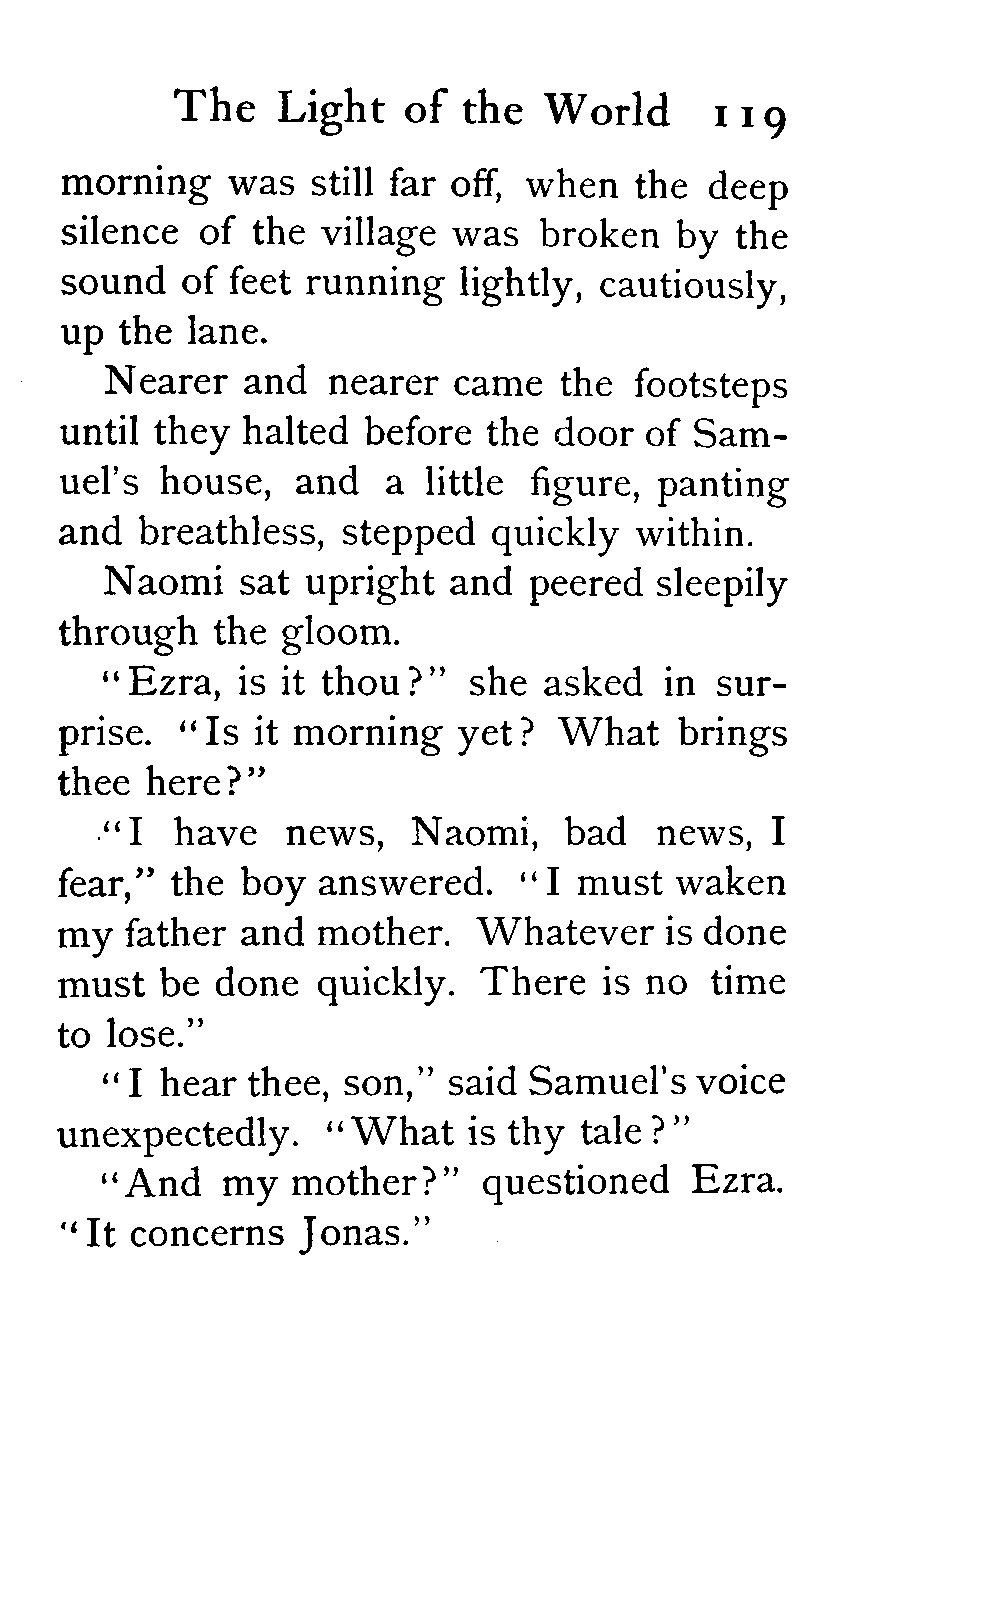 The Light of the World 119
morning was still far off, when the deep
silence of the village was broken by the
sound of feet running lightly, cautiously,
up the lane.
Nearer and nearer came the footsteps
until they halted before the door of Sam-
uel's house, and a little figure, panting
and breathless, stepped quickly within.
Naomi sat upright and peered sleepily
through the gloom.
"Ezra, is it thou?" she asked in sur-
prise. "Is it morning yet? What brings
thee here?"
"I have news, Naomi, bad news, I
fear," the boy answered. "I must waken
my father and mother. Whatever is done
must be done quickly. There is no time
to lose."
"I hear thee, son," said Samuel's voice
unexpectedly. "What is thy tale?"
"And my mother?" questioned Ezra.
"It concerns Jonas."